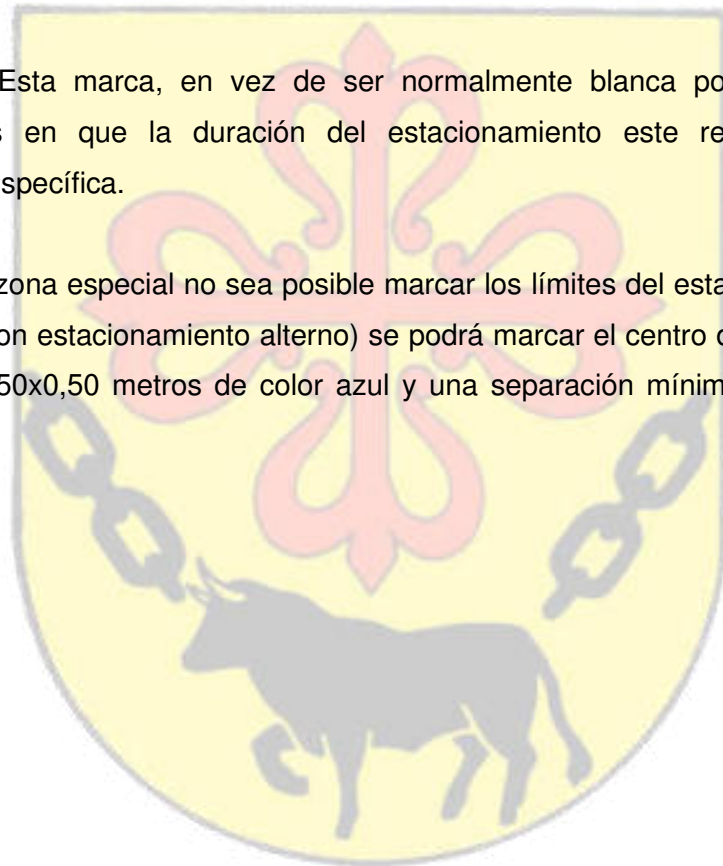 Esta marca, en vez de ser normalmente blanca po
s en que la duración del estacionamiento este re
specífica.
zona especial no sea posible marcar los límites del esta
on estacionamiento alterno) se podrá marcar el centro
50x0,50 metros de color azul y una separación mínim